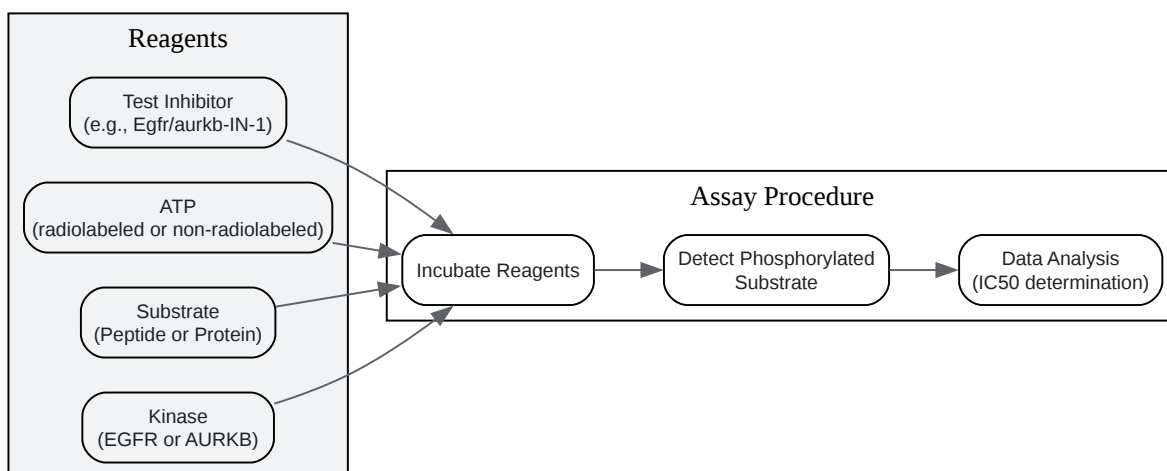 Reagents
Test Inhibitor
(e.g., Egfr/aurkb-IN-1)
ATP
(radiolabeled or non-radiolabeled)
Substrate
(Peptide or Protein)
Kinase
(EGFR or AURKB)
Assay Procedure
Incubate Reagents
Detect Phosphorylated
Substrate
Data Analysis
(IC50 determination)